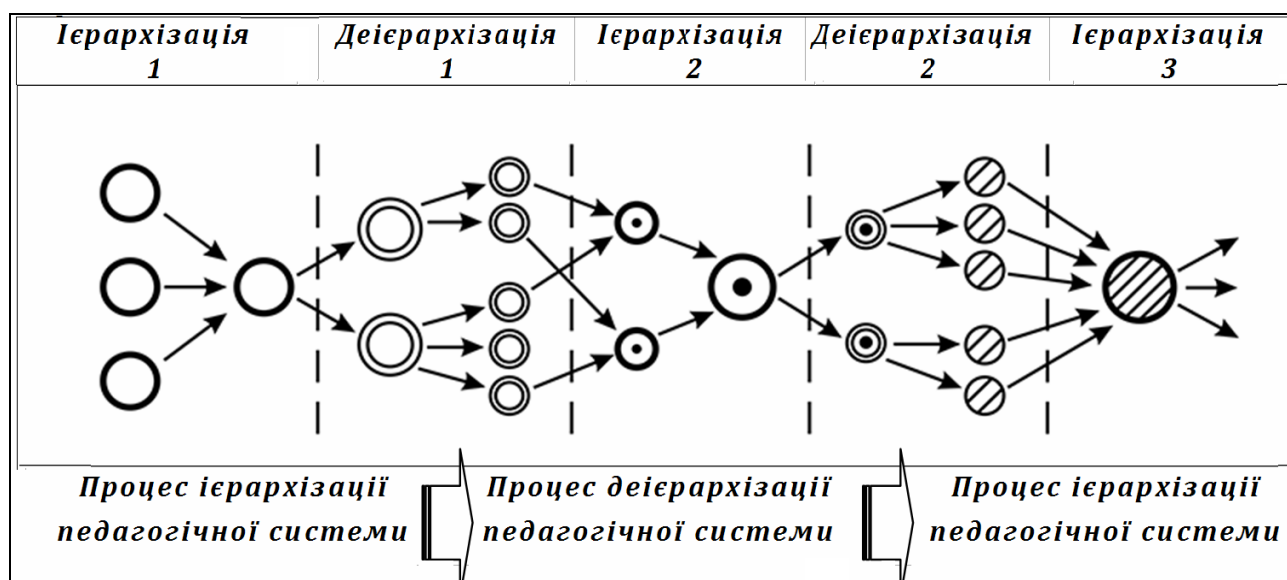 Ієрархізація
1
Деієрархізація
1
Ієрархізація
2
Деієрархізація
2
Ієрархізація
3
Процес ієрархізації
педагогічної системи
Процес деієрархізації
педагогічної системи
Процес ієрархізації
педагогічної системи